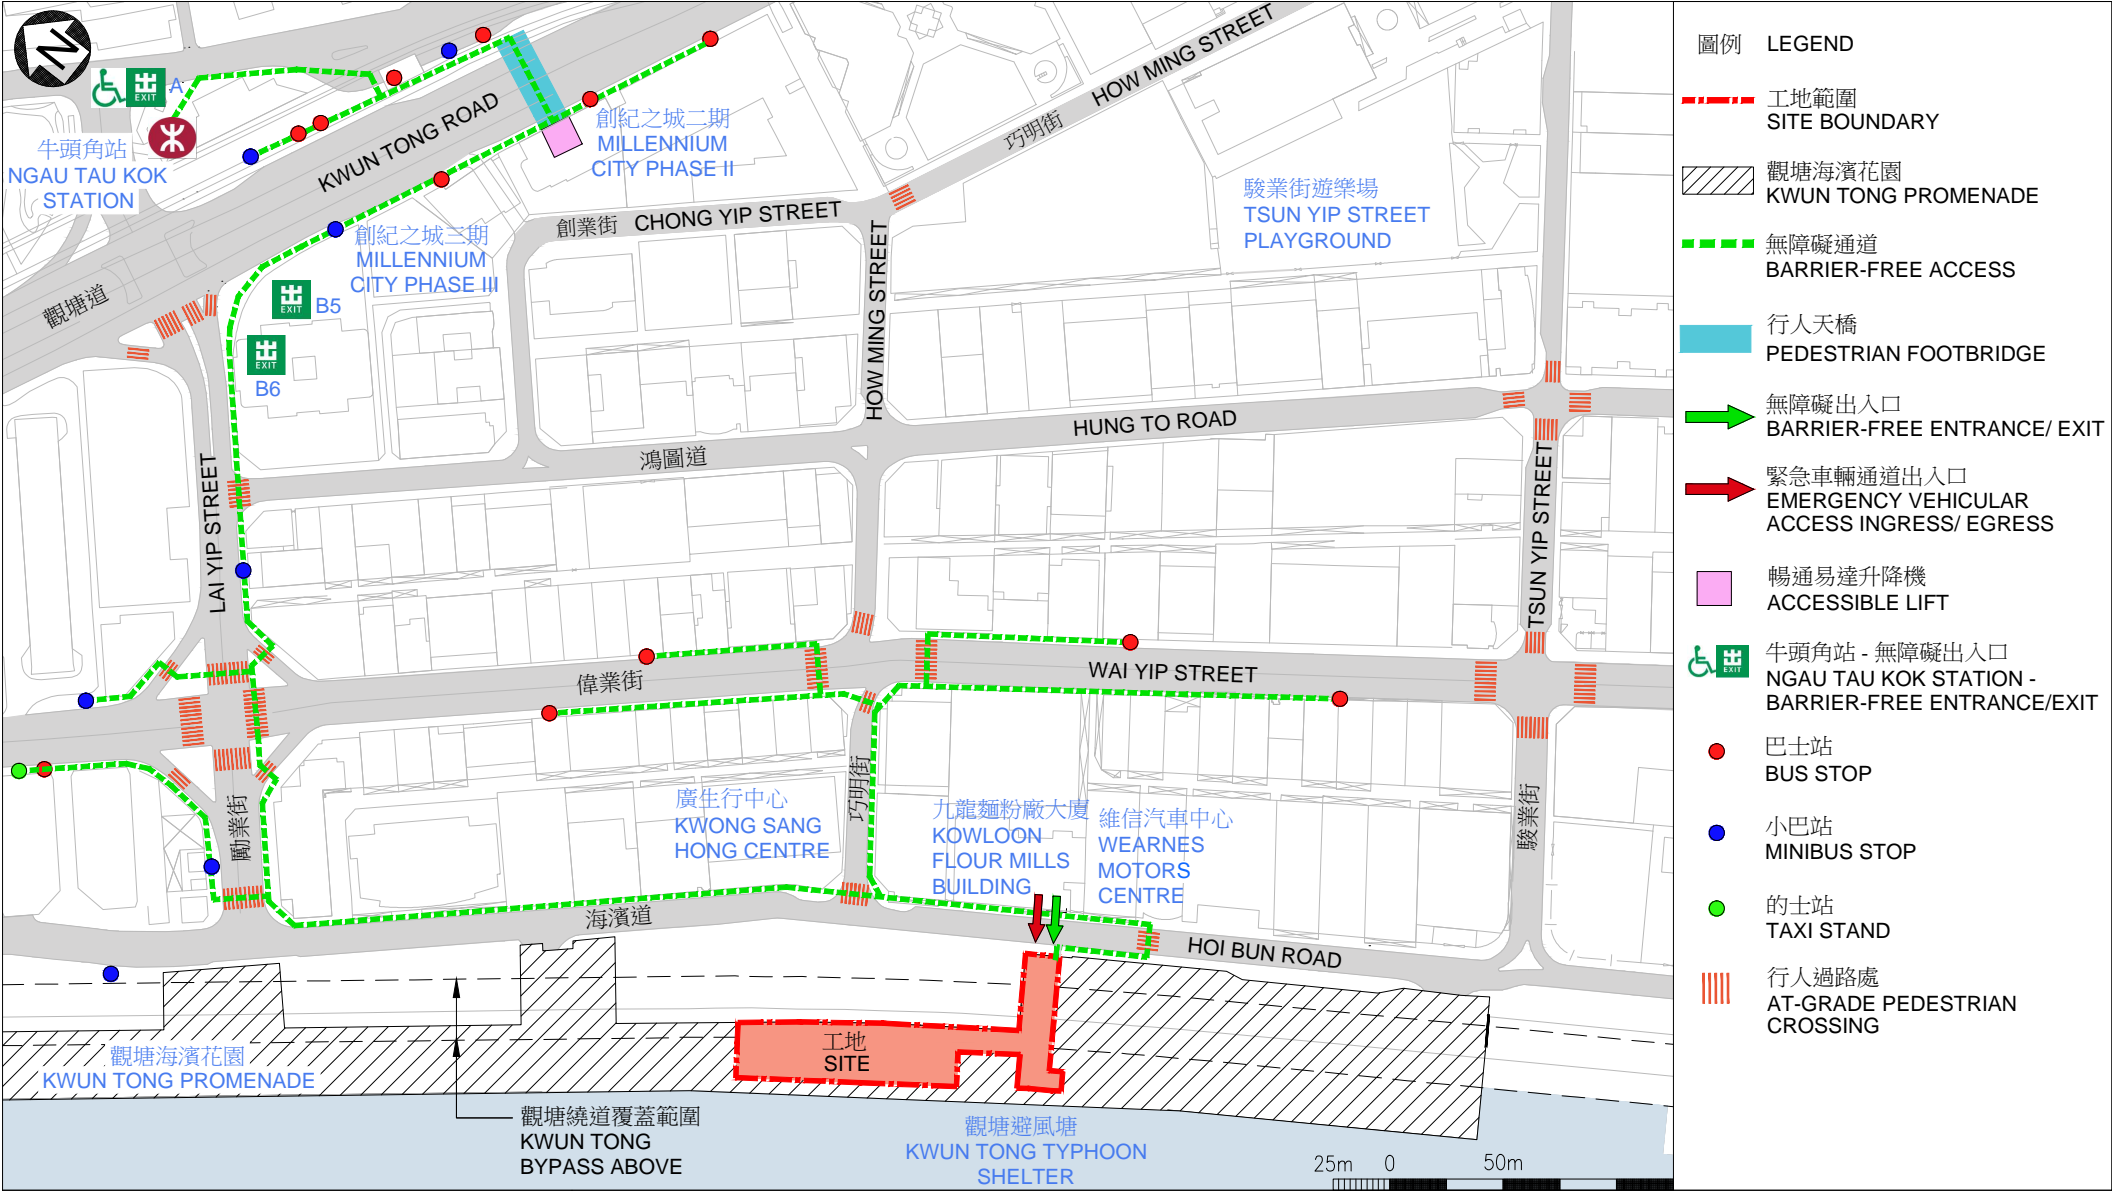 N
出
EXIT
A
牛頭角站
NGAU TAU KOK
STATION
KWUN TONG ROAD
創紀之城二期
MILLENNIUM
CITY PHASE II
巧明街
HOW MING STREET
創業街 CHONG YIP STREET
駿業街遊樂場
TSUN YIP STREET
PLAYGROUND
創紀之城三期
MILLENNIUM
CITY PHASE III
觀塘道
出
EXIT
B5
出
EXIT
B6
HOW MING STREET
HUNG TO ROAD
鴻圖道
LAI YIP STREET
TSUN YIP STREET
偉業街
WAI YIP STREET
勵業街
巧明街
駿業街
廣生行中心
KWONG SANG
HONG CENTRE
九龍麵粉廠大廈
KOWLOON
FLOUR MILLS
BUILDING
維信汽車中心
WEARNES
MOTORS
CENTRE
海濱道
HOI BUN ROAD
工地
SITE
觀塘海濱花園
KWUN TONG PROMENADE
觀塘繞道覆蓋範圍
KWUN TONG
BYPASS ABOVE
觀塘避風塘
KWUN TONG TYPHOON
SHELTER
25m 0 50m
圖例 LEGEND
工地範圍
SITE BOUNDARY
觀塘海濱花園
KWUN TONG PROMENADE
無障礙通道
BARRIER-FREE ACCESS
行人天橋
PEDESTRIAN FOOTBRIDGE
無障礙出入口
BARRIER-FREE ENTRANCE/ EXIT
緊急車輛通道出入口
EMERGENCY VEHICULAR
ACCESS INGRESS/ EGRESS
暢通易達升降機
ACCESSIBLE LIFT
出
EXIT
牛頭角站 - 無障礙出入口
NGAU TAU KOK STATION -
BARRIER-FREE ENTRANCE/EXIT
巴士站
BUS STOP
小巴站
MINIBUS STOP
的士站
TAXI STAND
行人過路處
AT-GRADE PEDESTRIAN
CROSSING